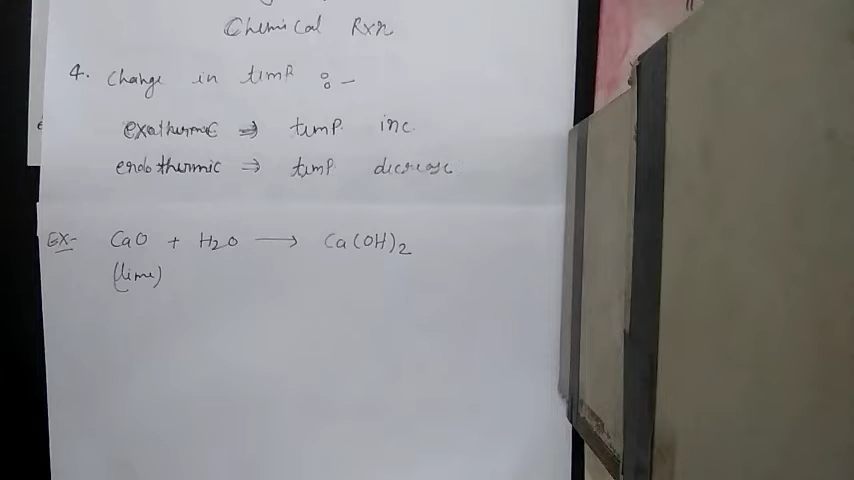 Chemical Rxn
4. Change in temp :-
exothermic ⇒ temp. inc.
endothermic ⇒ temp. decrease
EX- CaO + H2O ⟶ Ca(OH)2
(lime)